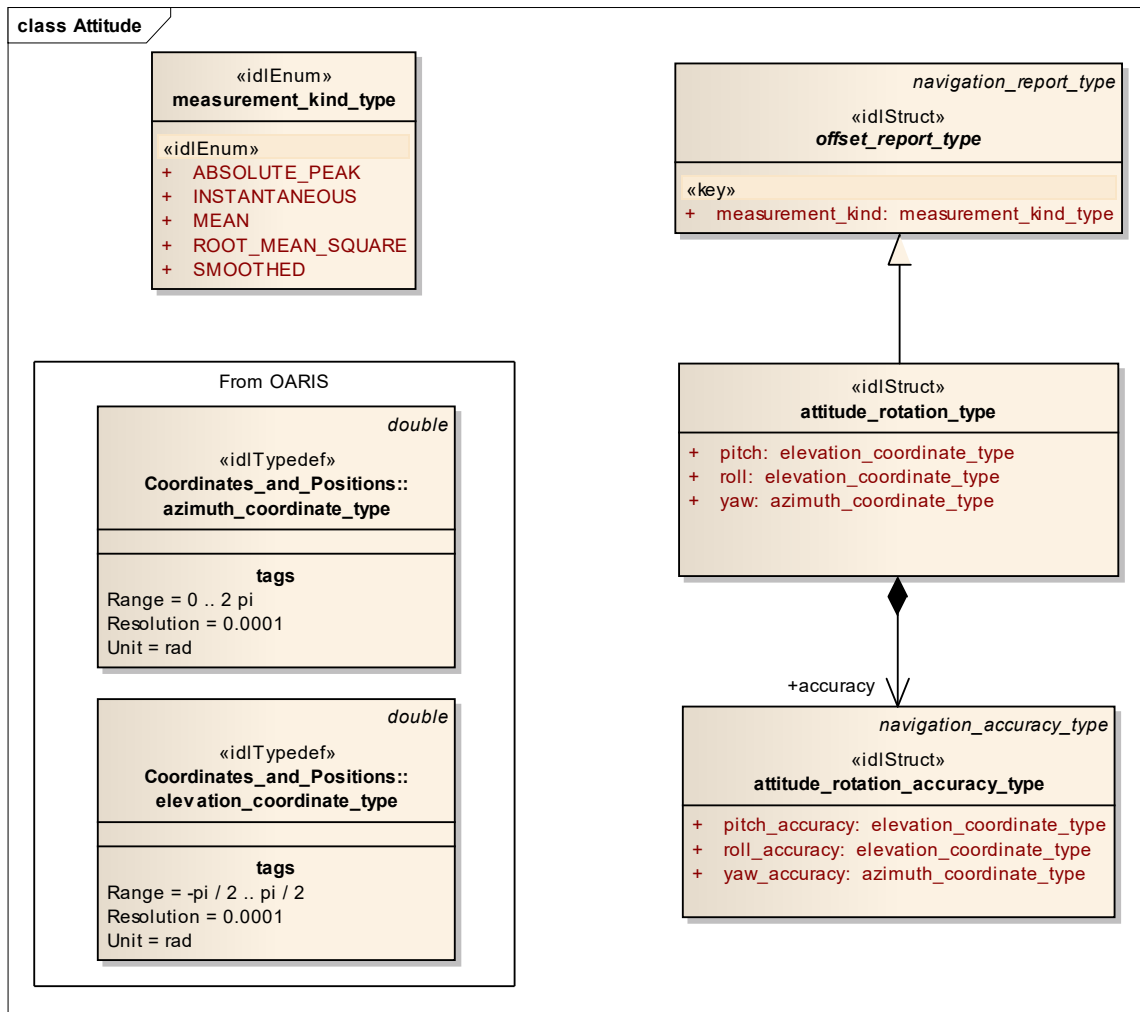 class Attitude
«idlEnum»
measurement_kind_type
«idlEnum»
+ ABSOLUTE_PEAK
+ INSTANTANEOUS
+ MEAN
+ ROOT_MEAN_SQUARE
+ SMOOTHED
navigation_report_type
«idlStruct»
offset_report_type
«key»
+ measurement_kind: measurement_kind_type
From OARIS
double
«idlTypedef»
Coordinates_and_Positions::
azimuth_coordinate_type
tags
Range = 0 .. 2 pi
Resolution = 0.0001
Unit = rad
double
«idlTypedef»
Coordinates_and_Positions::
elevation_coordinate_type
tags
Range = -pi / 2 .. pi / 2
Resolution = 0.0001
Unit = rad
«idlStruct»
attitude_rotation_type
+ pitch: elevation_coordinate_type
+ roll: elevation_coordinate_type
+ yaw: azimuth_coordinate_type
+accuracy
navigation_accuracy_type
«idlStruct»
attitude_rotation_accuracy_type
+ pitch_accuracy: elevation_coordinate_type
+ roll_accuracy: elevation_coordinate_type
+ yaw_accuracy: azimuth_coordinate_type